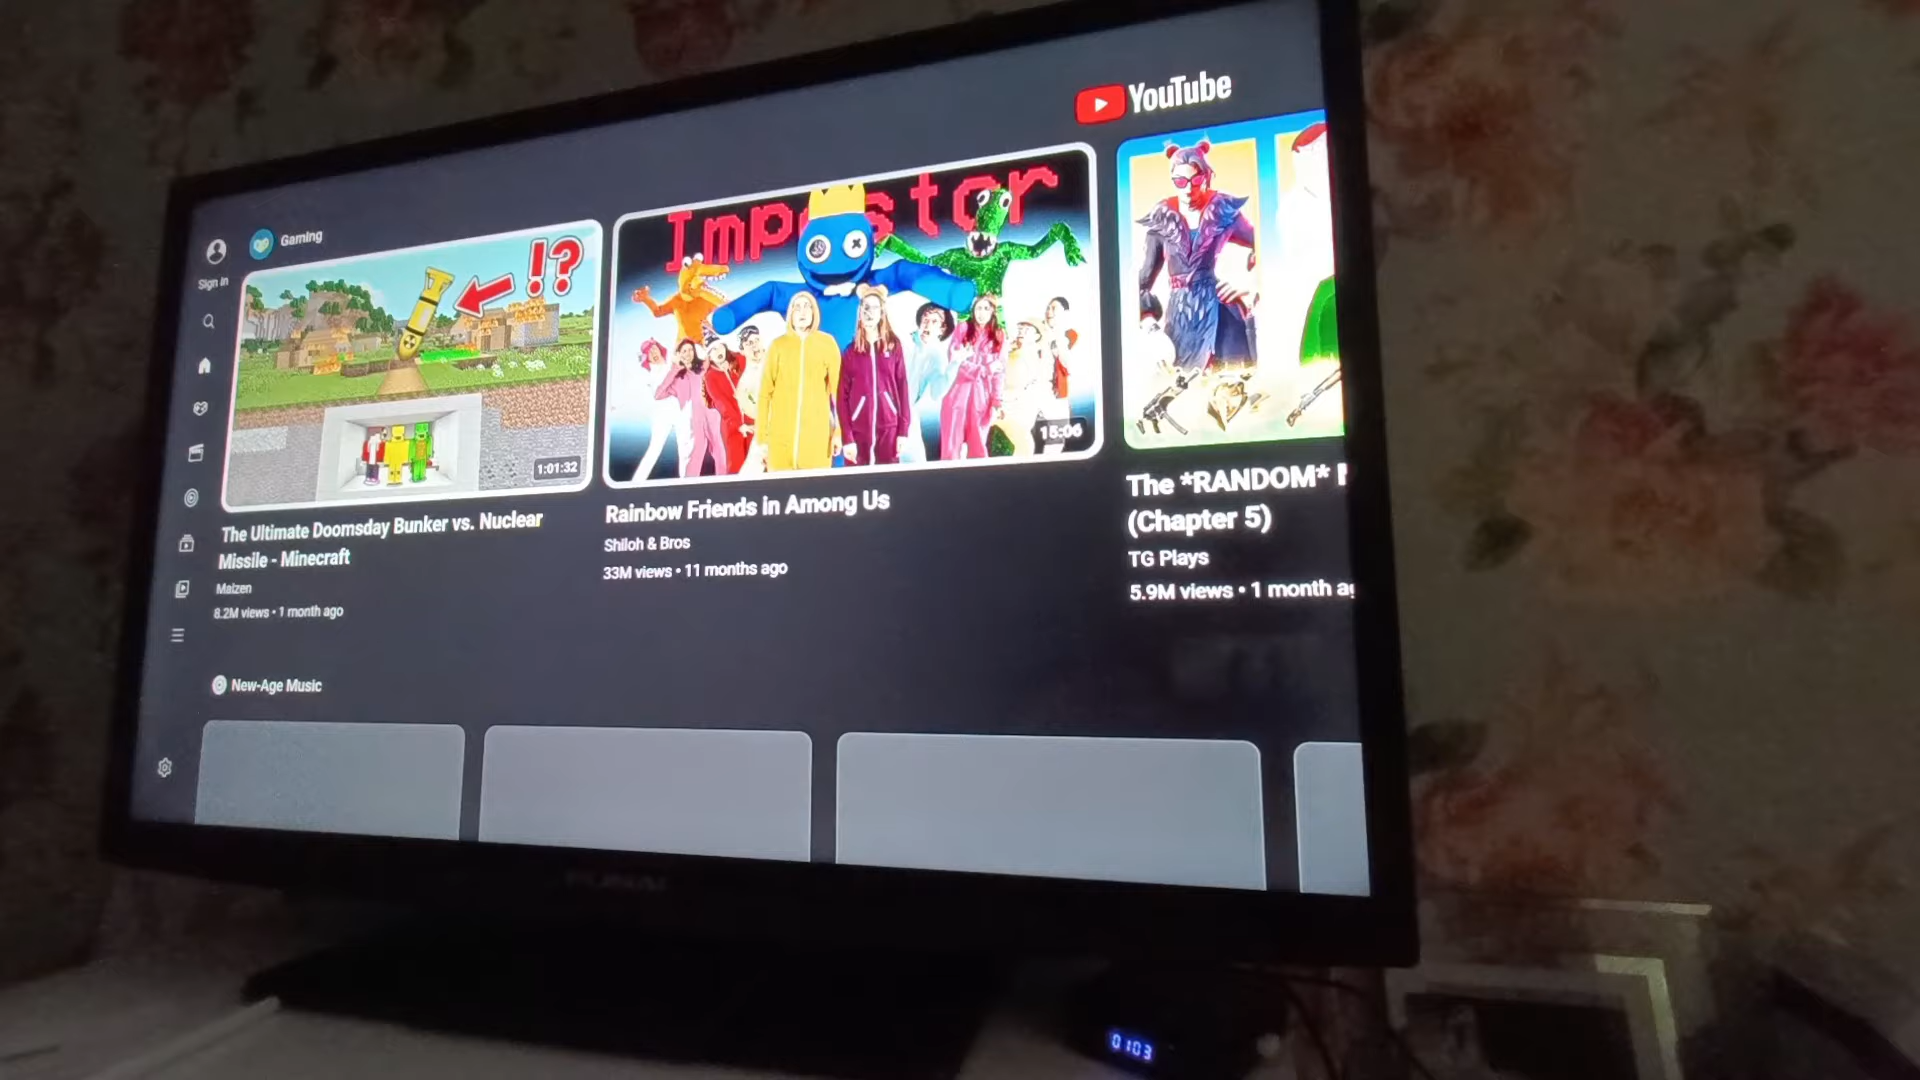 YouTube
Gaming
Sign in
!?
1:01:32
The Ultimate Doomsday Bunker vs. Nuclear
Missile - Minecraft
Maizen
8.2M views • 1 month ago
Impostor
15:06
Rainbow Friends in Among Us
Shiloh & Bros
33M views • 11 months ago
The *RANDOM*
(Chapter 5)
TG Plays
5.9M views • 1 month
New-Age Music
0103